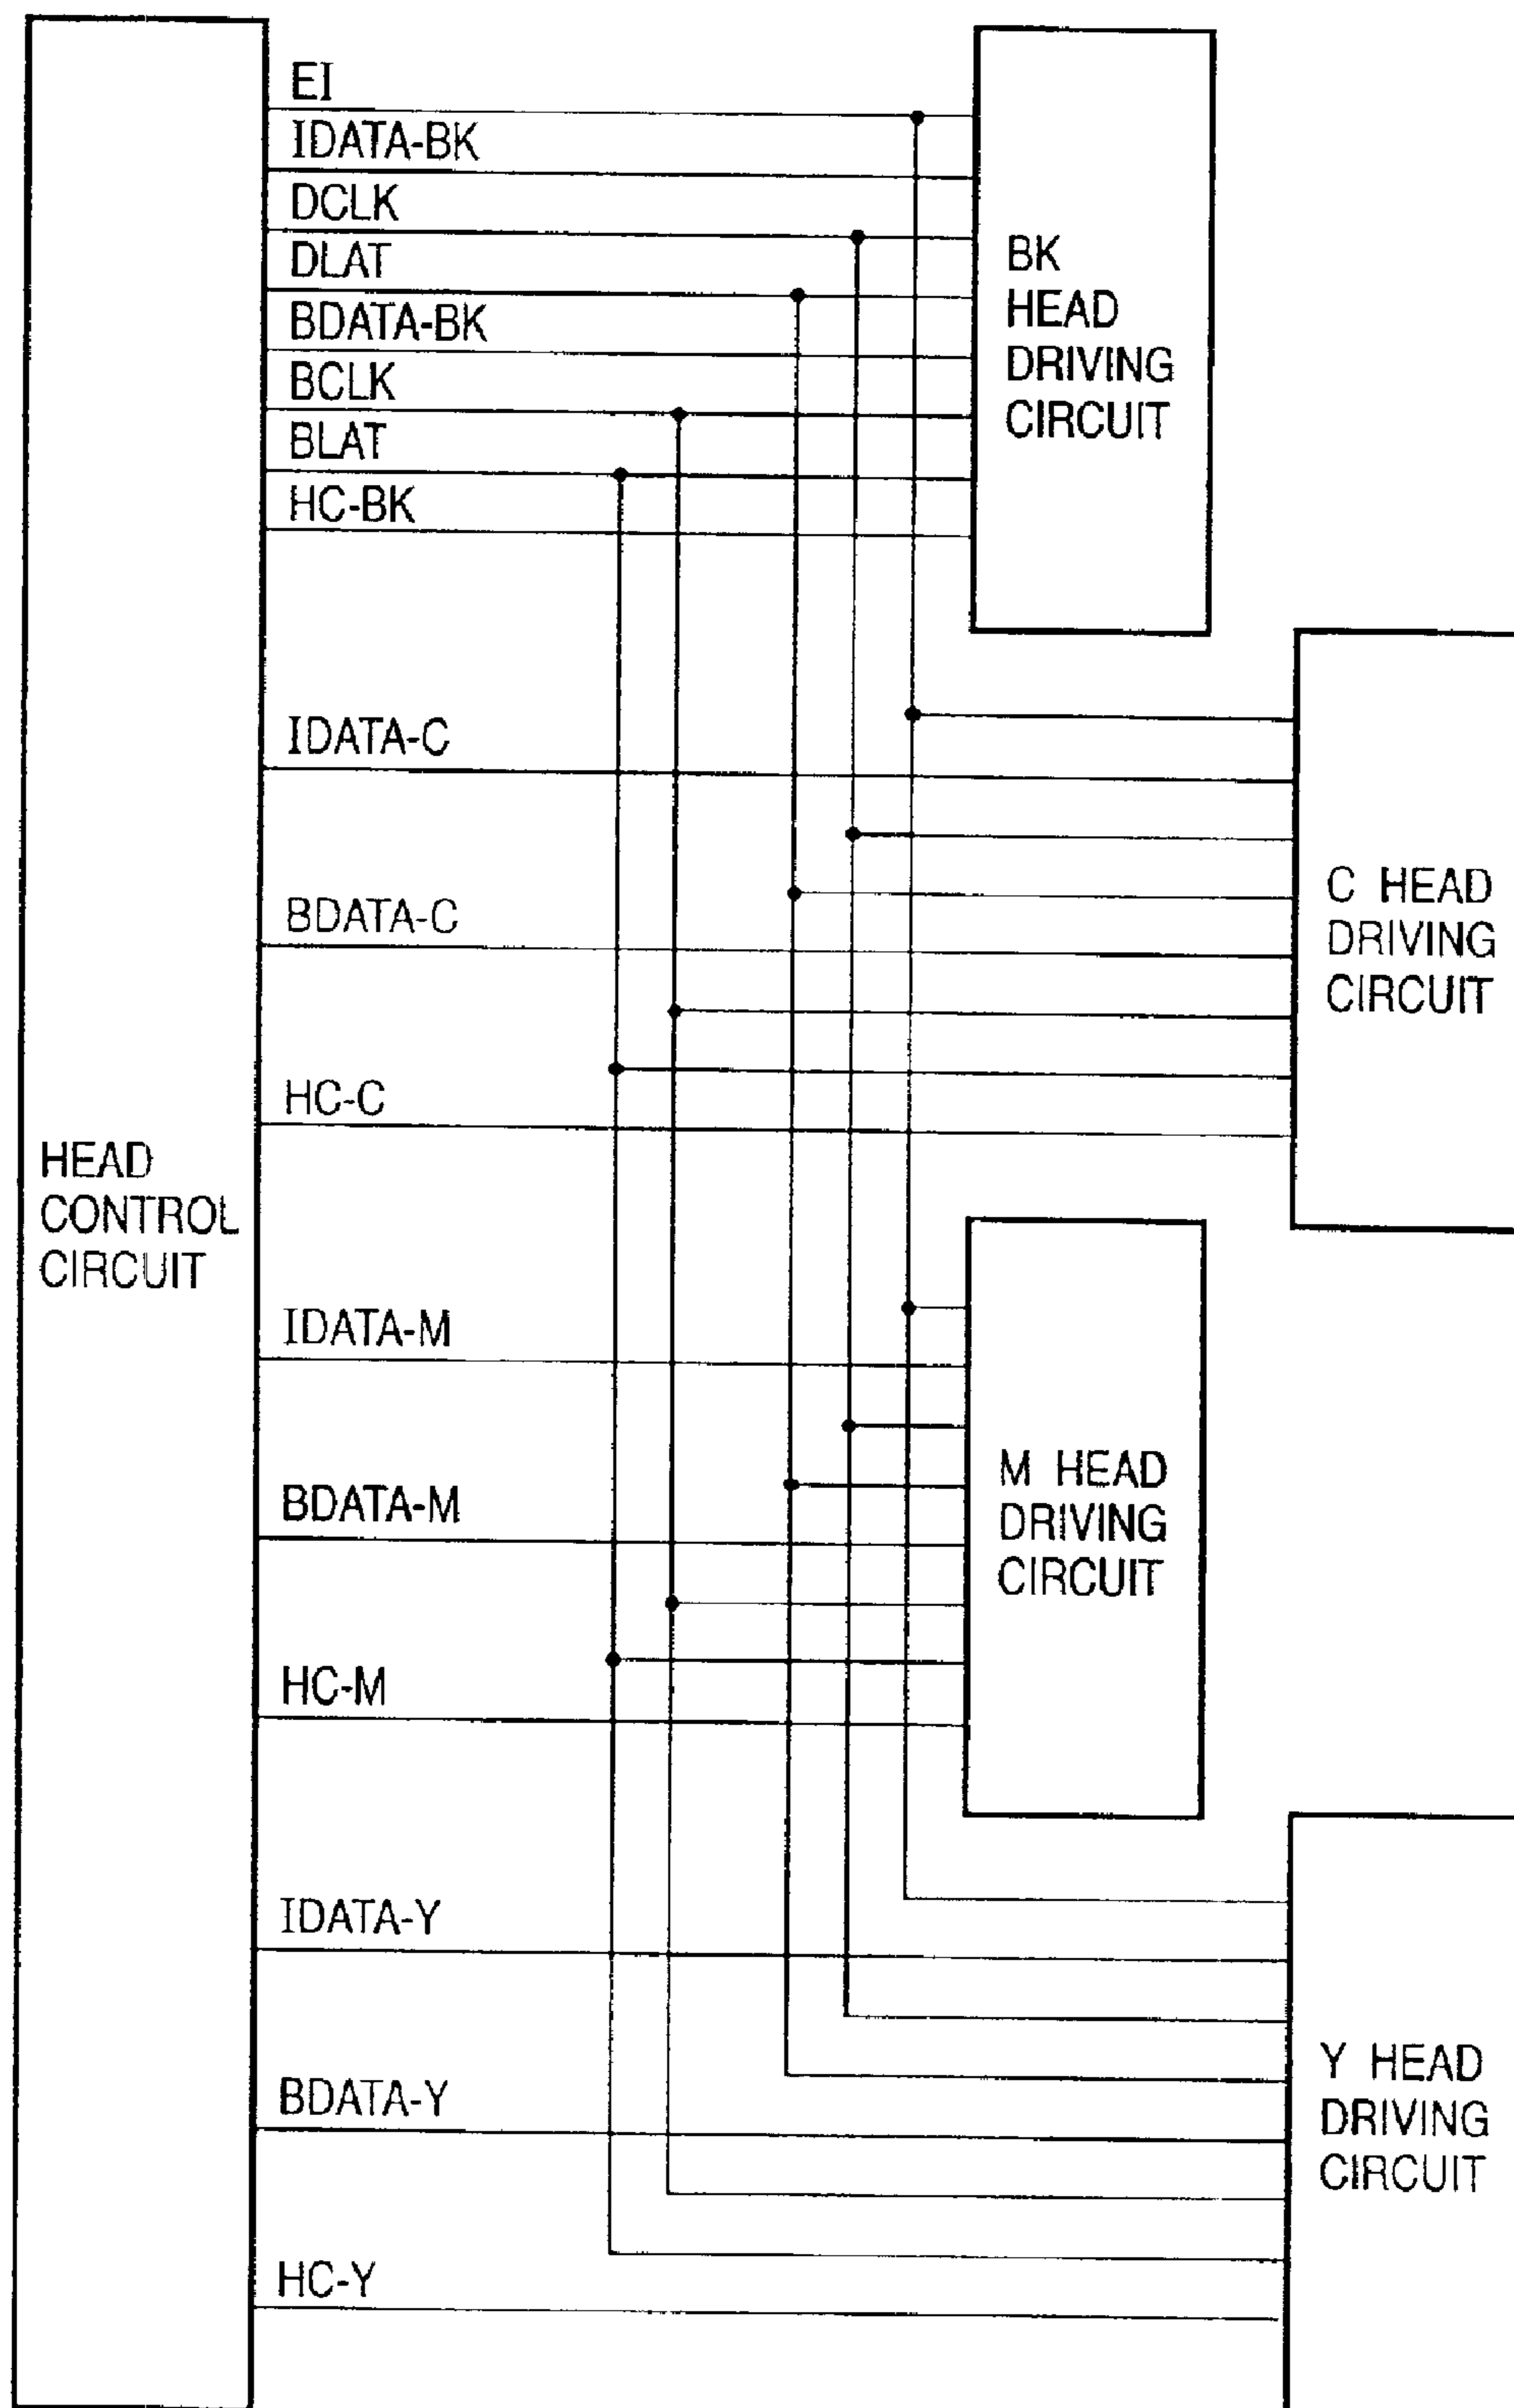 EI
IDATA-BK
DCLK
DLAT
BDATA-BK
BCLK
BLAT
HC-BK
BK
HEAD
DRIVING
CIRCUIT
IDATA-C
BDATA-C
HC-C
C HEAD
DRIVING
CIRCUIT
HEAD
CONTROL
CIRCUIT
IDATA-M
BDATA-M
HC-M
M HEAD
DRIVING
CIRCUIT
IDATA-Y
BDATA-Y
HC-Y
Y HEAD
DRIVING
CIRCUIT